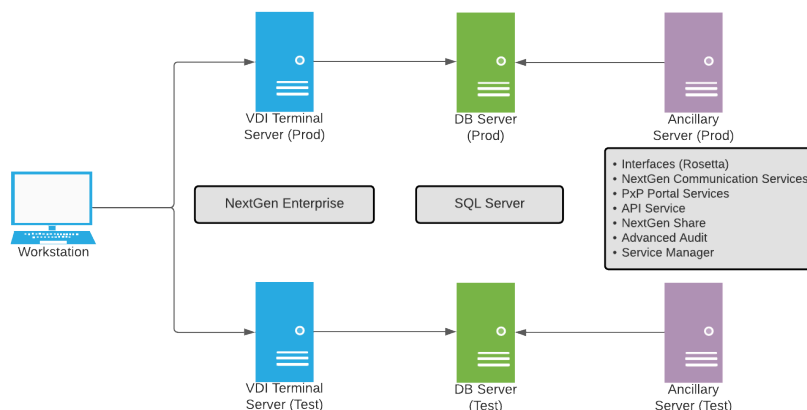 VDI Terminal
Server (Prod)
DB Server
(Prod)
Ancillary
Server (Prod)
• Interfaces (Rosetta)
• NextGen Communication Services
• PxP Portal Services
• API Service
• NextGen Share
• Advanced Audit
• Service Manager
NextGen Enterprise
SQL Server
Workstation
VDI Terminal
Server (Test)
DB Server
(Test)
Ancillary
Server (Test)